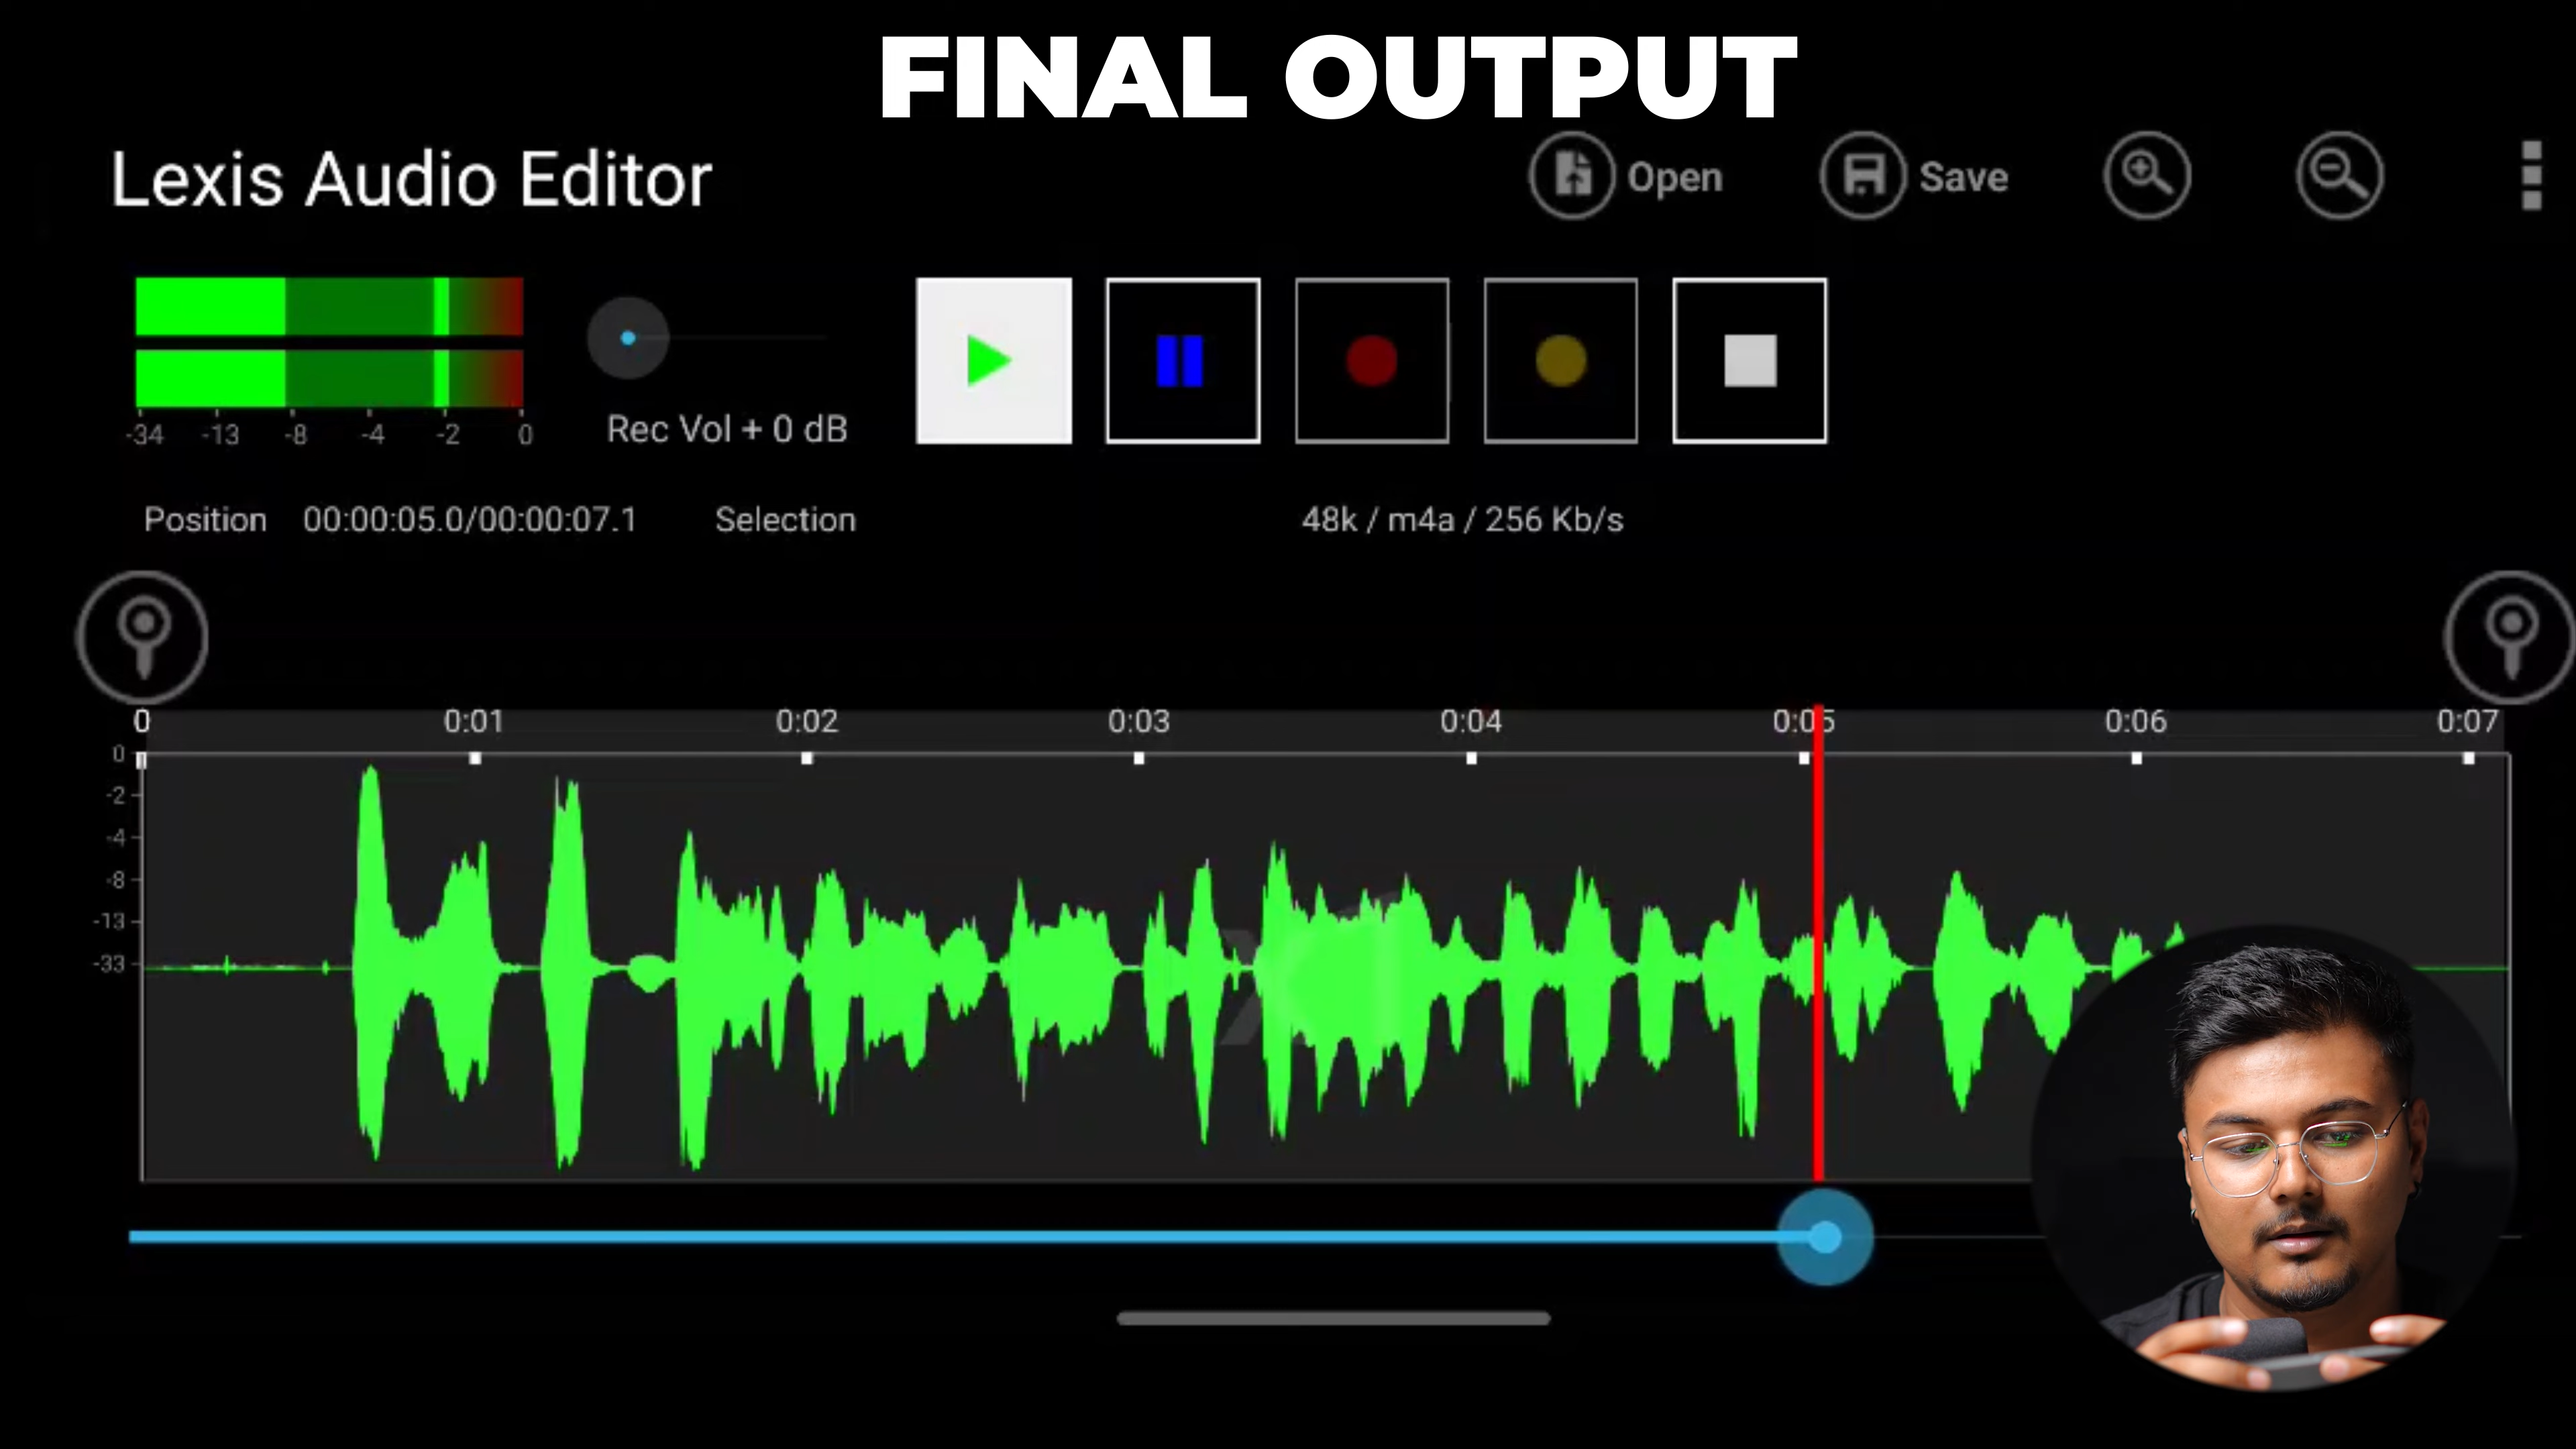 FINAL OUTPUT
Lexis Audio Editor
Open
Save
-34 -13 -8 -4 -2 0
Rec Vol + 0 dB
Position 00:00:05.0/00:00:07.1 Selection 48k / m4a / 256 Kb/s
0 0:01 0:02 0:03 0:04 0:05 0:06 0:07
0
-2
-4
-8
-13
-33